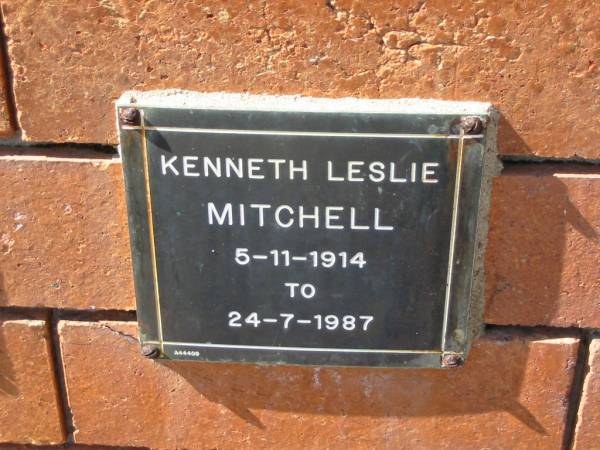 KENNETH LESLIE
MITCHELL
5-11-1914
TO
24-7-1987